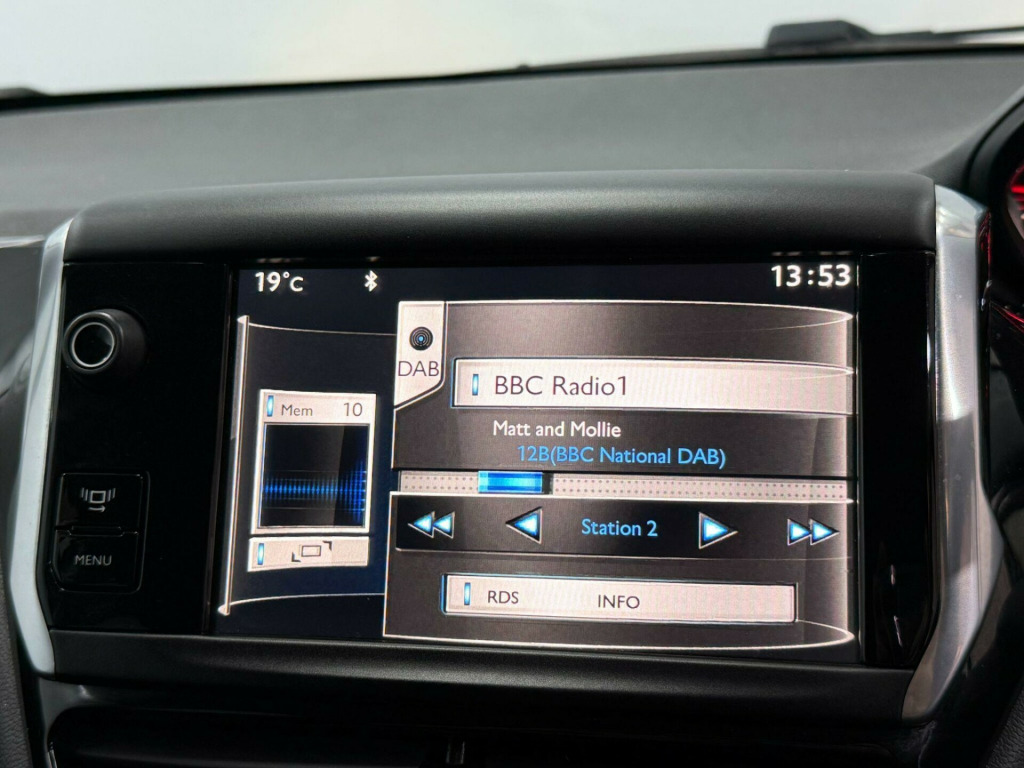 19°C
13:53
DAB
BBC Radio1
Mem 10
Matt and Mollie
12B(BBC National DAB)
Station 2
MENU
RDS INFO